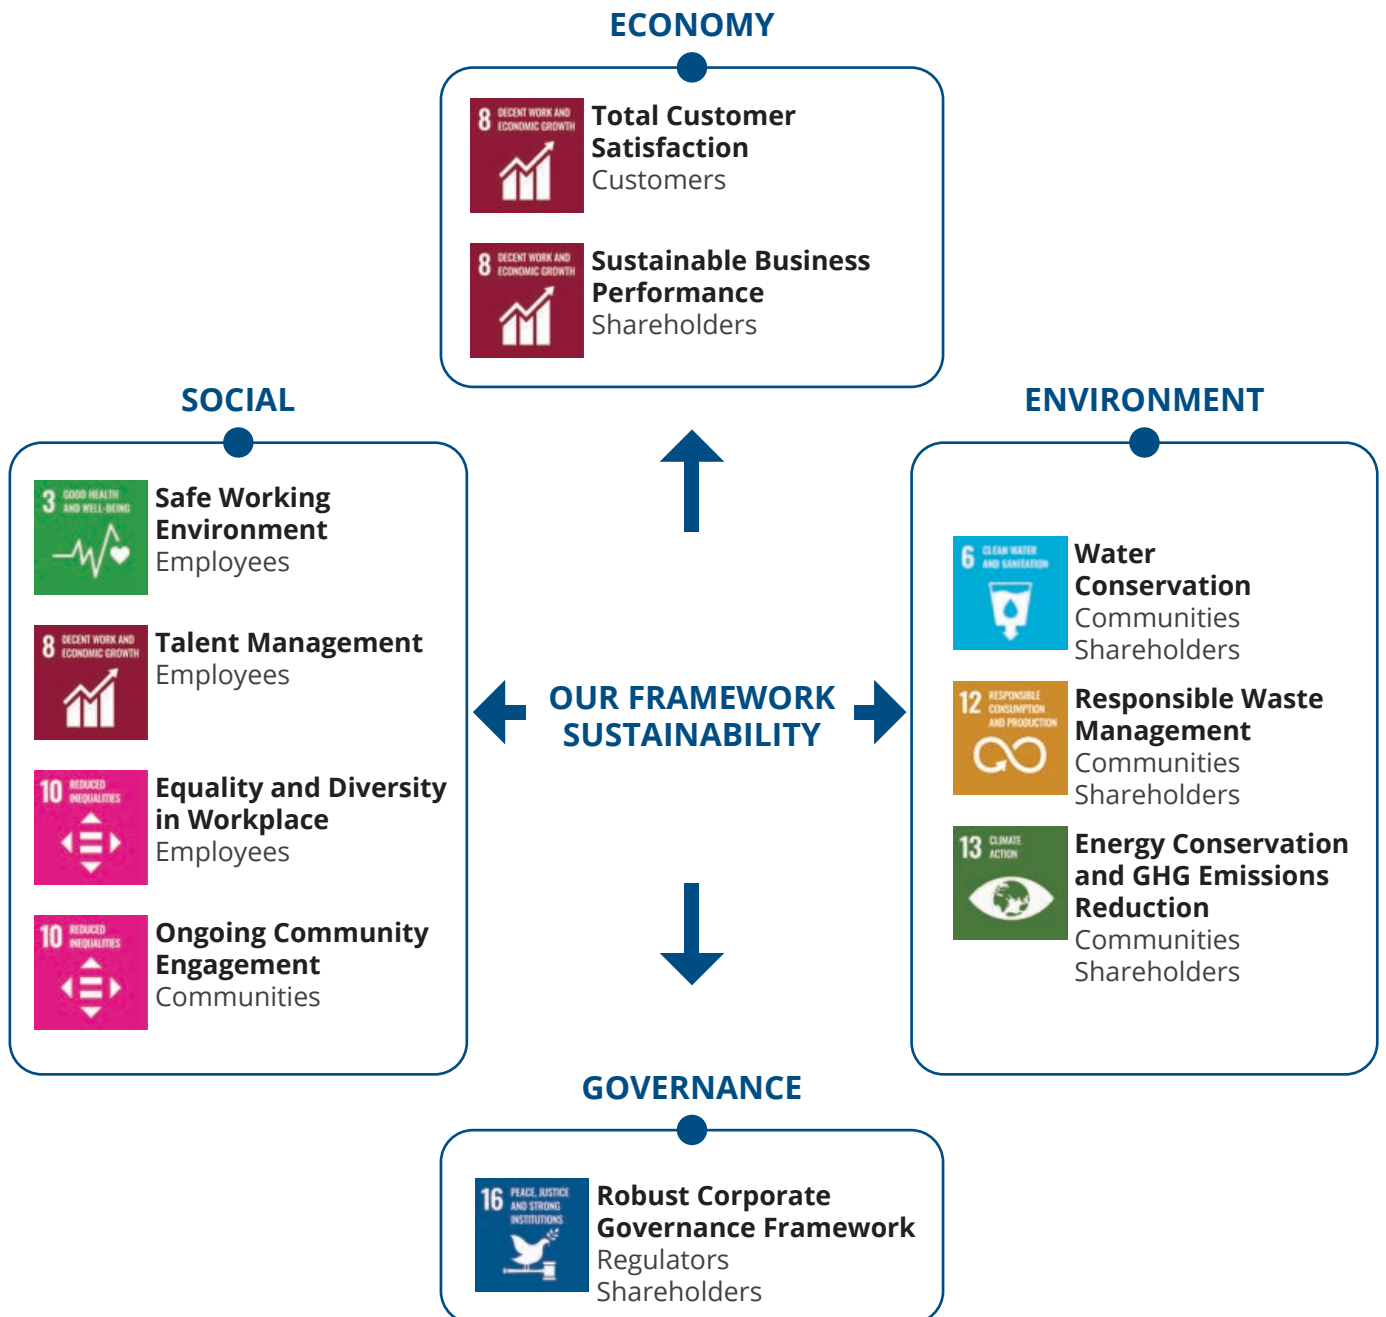 ECONOMY
8 DECENT WORK AND
ECONOMIC GROWTH
Total Customer
Satisfaction
Customers
8 DECENT WORK AND
ECONOMIC GROWTH
Sustainable Business
Performance
Shareholders
SOCIAL
3 GOOD HEALTH
AND WELL-BEING
Safe Working
Environment
Employees
8 DECENT WORK AND
ECONOMIC GROWTH
Talent Management
Employees
10 REDUCED
INEQUALITIES
Equality and Diversity
in Workplace
Employees
10 REDUCED
INEQUALITIES
Ongoing Community
Engagement
Communities
OUR FRAMEWORK
SUSTAINABILITY
ENVIRONMENT
6 CLEAN WATER
AND SANITATION
Water
Conservation
Communities
Shareholders
12 RESPONSIBLE
CONSUMPTION
AND PRODUCTION
Responsible Waste
Management
Communities
Shareholders
13 CLIMATE
ACTION
Energy Conservation
and GHG Emissions
Reduction
Communities
Shareholders
GOVERNANCE
16 PEACE, JUSTICE
AND STRONG
INSTITUTIONS
Robust Corporate
Governance Framework
Regulators
Shareholders